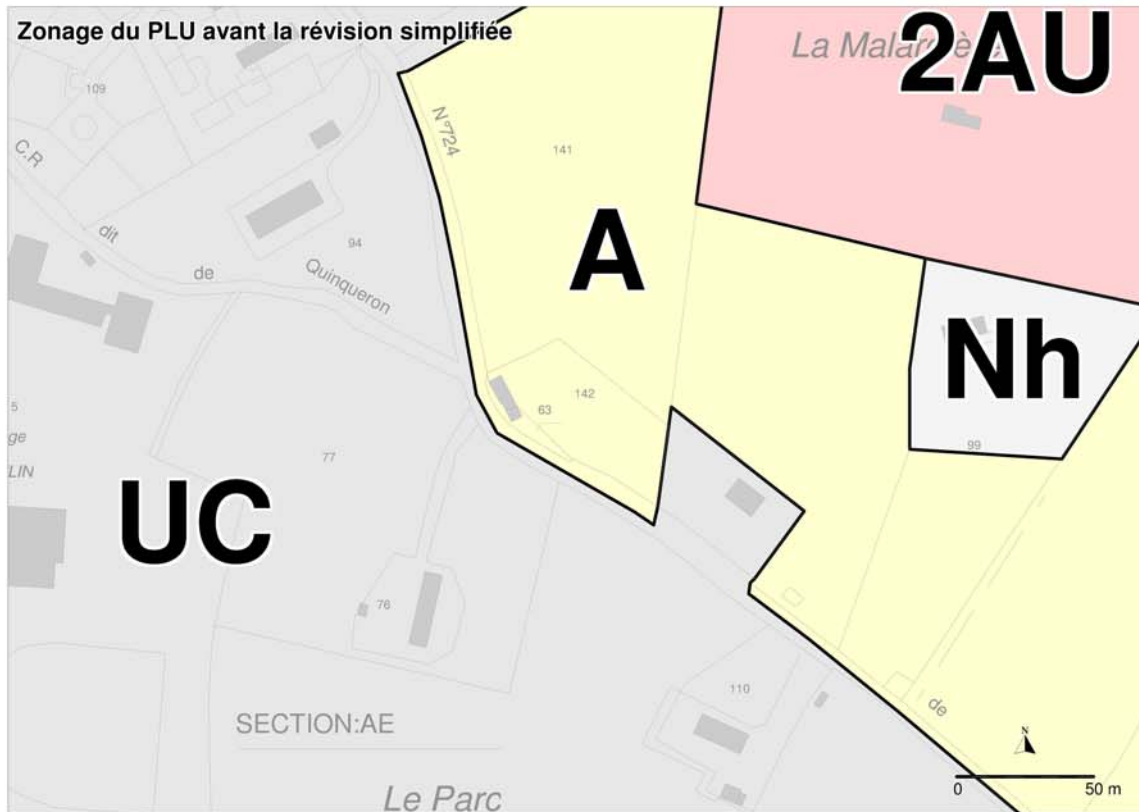 Zonage du PLU avant la révision simplifiée
2AU
109
N°724
141
C.R
dit
de
Quinqueron
94
A
Nh
5
ge
LIN
77
63
142
99
UC
76
110
de
SECTION:AE
Le Parc
N
0 50 m